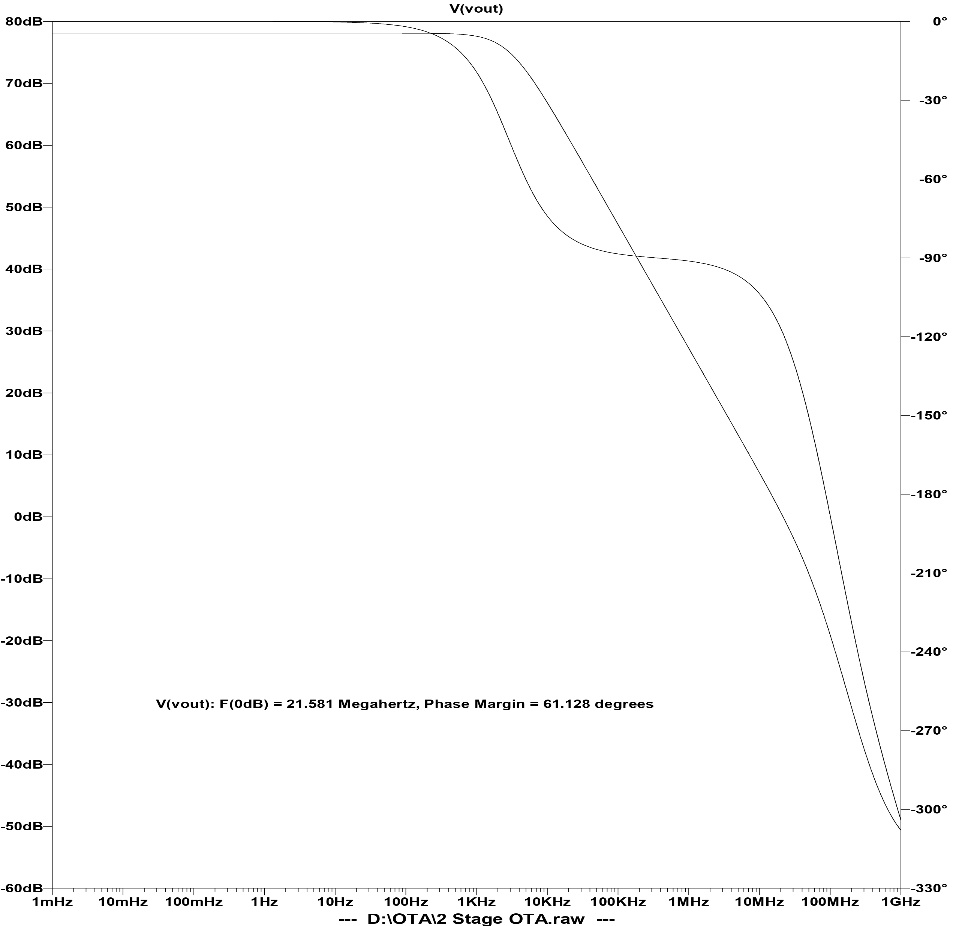 V(vout)
80dB 0°
70dB -30°
60dB -60°
50dB -90°
40dB -120°
30dB -150°
20dB -180°
10dB -210°
0dB -240°
-10dB -270°
-20dB -300°
-30dB -330°
-40dB
-50dB
-60dB
V(vout): F(0dB) = 21.581 Megahertz, Phase Margin = 61.128 degrees
1mHz 10mHz 100mHz 1Hz 10Hz 100Hz 1KHz 10KHz 100KHz 1MHz 10MHz 100MHz 1GHz
--- D:\OTA\2 Stage OTA.raw ---